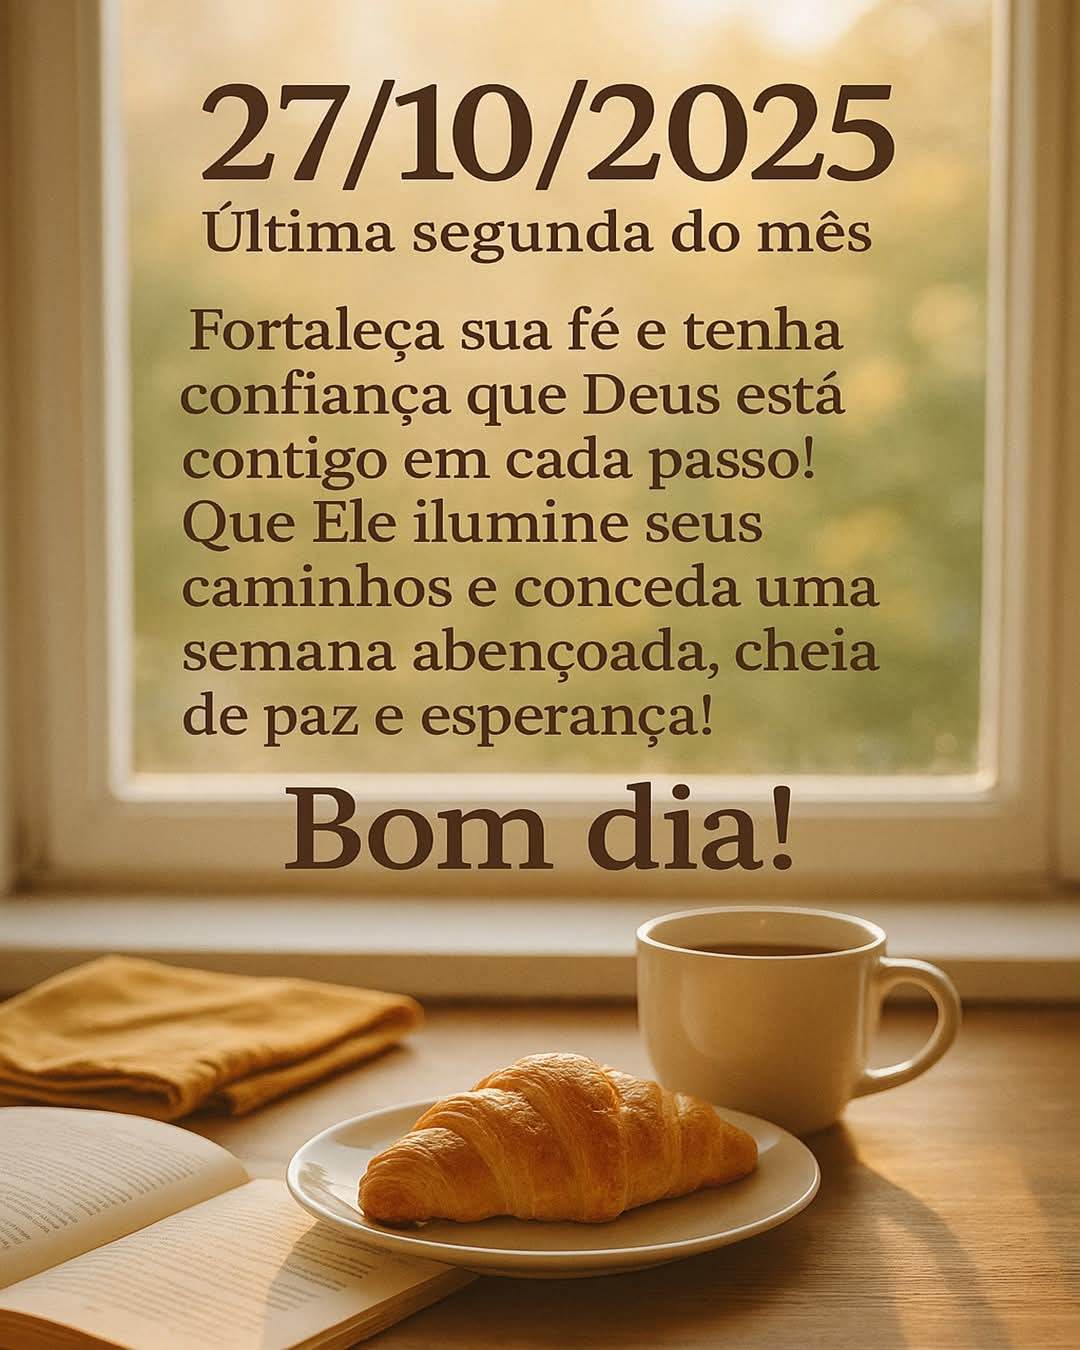 27/10/2025
Última segunda do mês
Fortaleça sua fé e tenha
confiança que Deus está
contigo em cada passo!
Que Ele ilumine seus
caminhos e conceda uma
semana abençoada, cheia
de paz e esperança!
Bom dia!